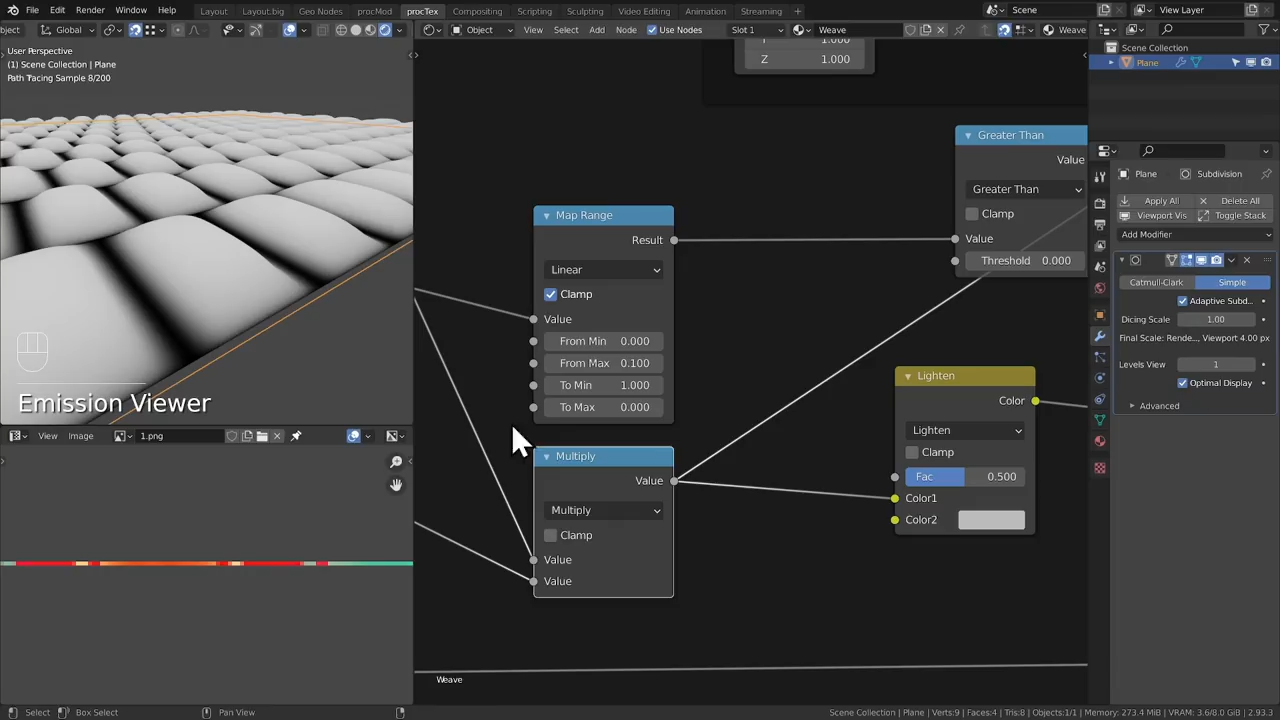 File Edit Render Window Help Layout Layout.big Geo Nodes procMod procTex Compositing Scripting Sculpting Video Editing Animation Streaming + Scene View Layer
bject Global Object View Select Add Node Use Nodes Slot 1 Weave Weave
User Perspective
(1) Scene Collection | Plane
Path Tracing Sample 8/200
Emission Viewer
View Image 1.png
1.000
Z 1.000
Greater Than
Value
Greater Than
Clamp
Value
Threshold 0.000
Map Range
Result
Linear
Clamp
Value
From Min 0.000
From Max 0.100
To Min 1.000
To Max 0.000
Multiply
Value
Multiply
Clamp
Value
Value
Lighten
Color
Lighten
Clamp
Fac 0.500
Color1
Color2
Weave
Scene Collection
Plane
Plane Subdivision
Apply All Delete All
Viewport Vis Toggle Stack
Add Modifier
Catmull-Clark Simple
Adaptive Subd...
Dicing Scale 1.00
Final Scale: Rende..., Viewport 4.00 px
Levels View 1
Optimal Display
Advanced
Select Box Select Pan View Scene Collection | Plane | Verts:9 | Faces:4 | Tris:8 | Objects:1/1 | Memory: 273.4 MiB | VRAM: 3.6/8.0 GiB | 2.93.3